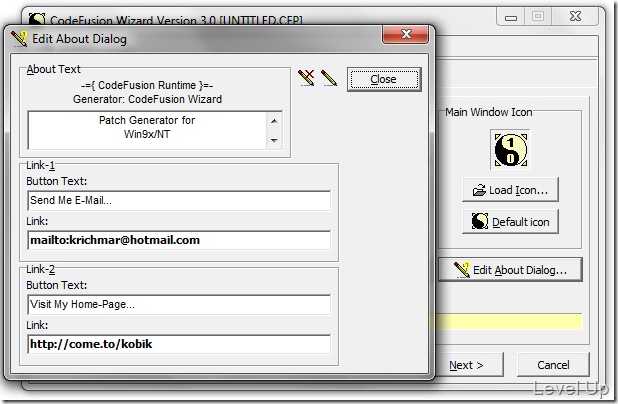 CodeFusion Wizard Version 3.0 [UNTITLED.CFP]
Edit About Dialog
About Text
-={ CodeFusion Runtime }=-
Generator: CodeFusion Wizard
Patch Generator for
Win9x/NT
Close
Link-1
Button Text:
Send Me E-Mail...
Link:
mailto:krichmar@hotmail.com
Link-2
Button Text:
Visit My Home-Page...
Link:
http://come.to/kobik
Main Window Icon
1
0
Load Icon...
Default icon
Edit About Dialog...
Next >
Cancel
Level Up